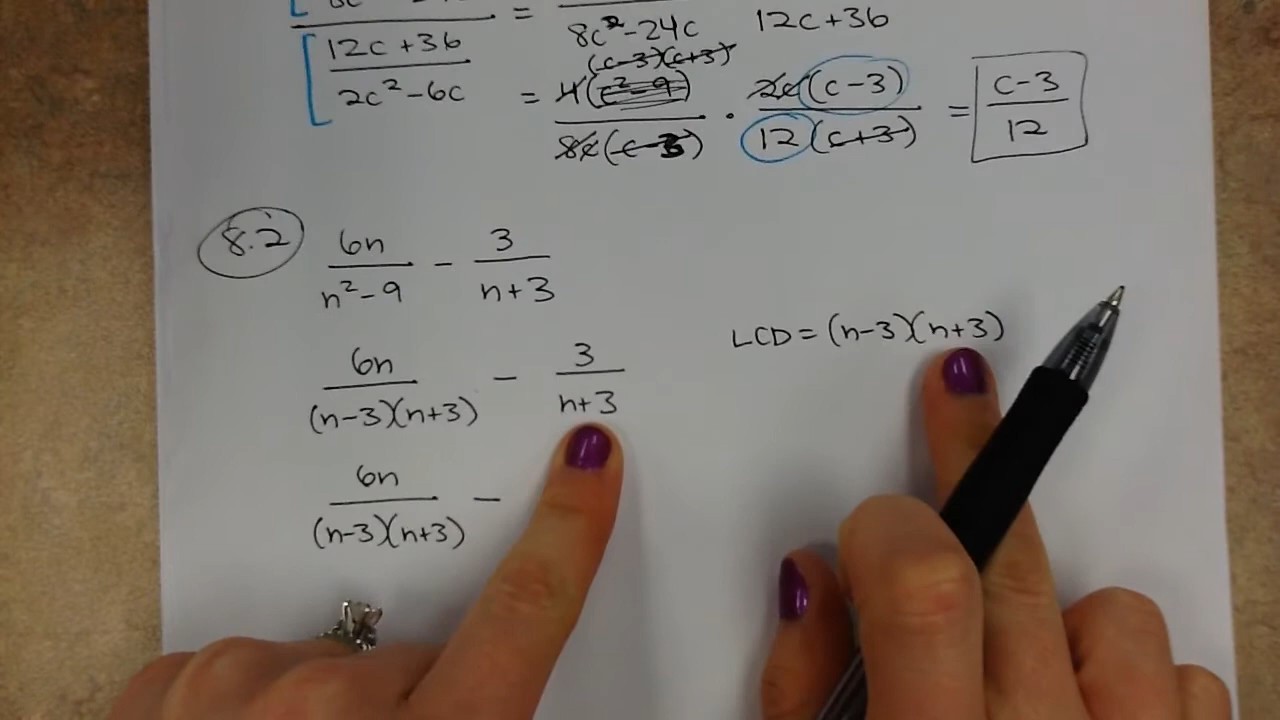 12c+36 / 2c²-6c = / 8c²-24c 12c+36
(c-3)(c+3)
= 4(c²-9) / 8c(c-3) · 2c(c-3) / 12(c+3) = c-3 / 12
8.2 6n / n²-9 - 3 / n+3
LCD = (n-3)(n+3)
6n / (n-3)(n+3) - 3 / n+3
6n / (n-3)(n+3) -